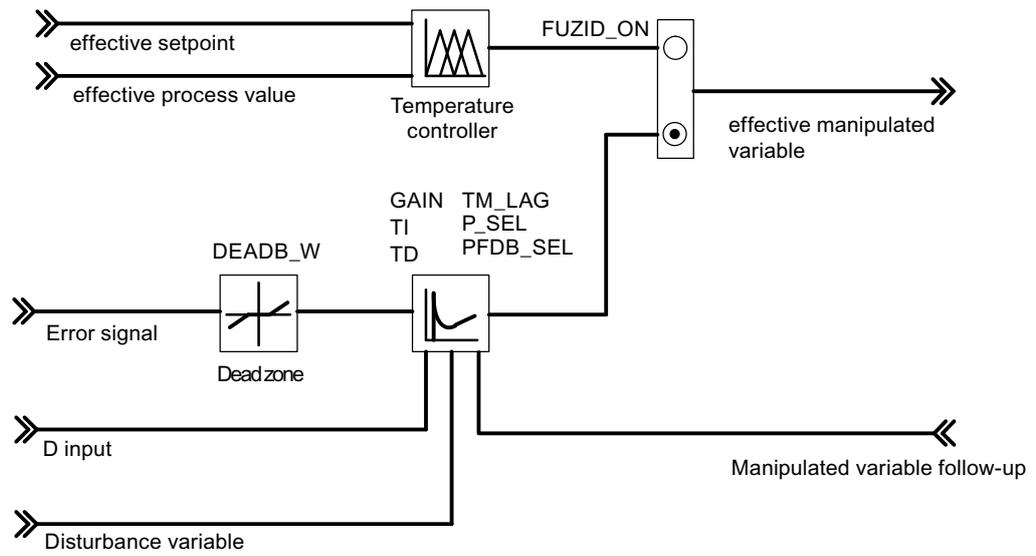 effective setpoint
effective process value
Temperature
controller
FUZID_ON
effective manipulated
variable
GAIN
TI
TD
TM_LAG
P_SEL
PFDB_SEL
DEADB_W
Error signal
Dead zone
D input
Manipulated variable follow-up
Disturbance variable